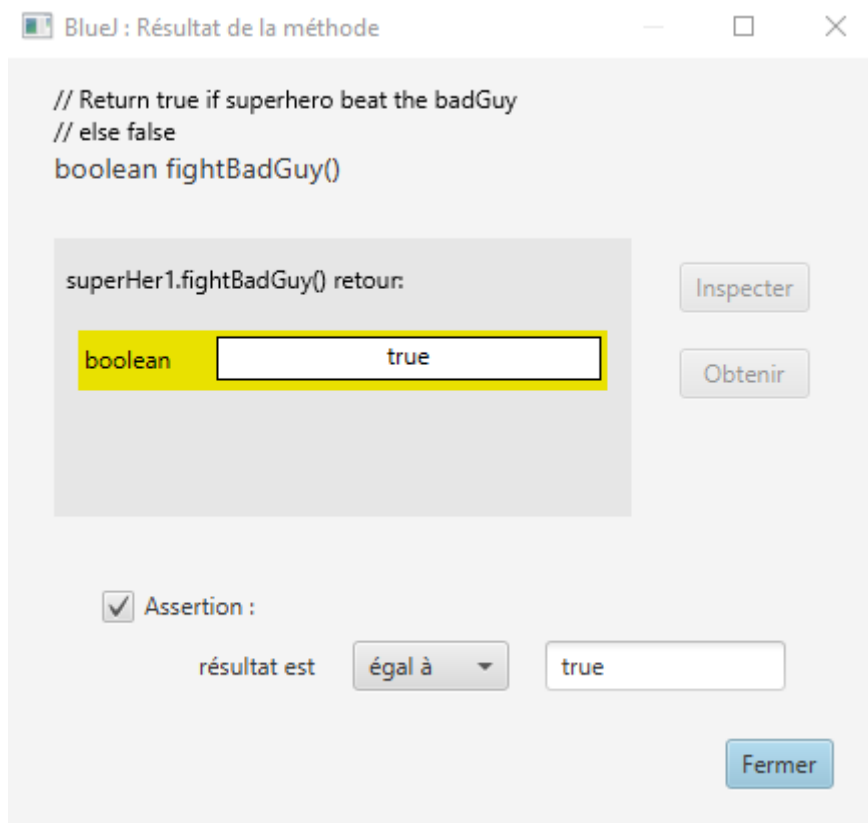 BlueJ : Résultat de la méthode
// Return true if superhero beat the badGuy
// else false
boolean fightBadGuy()
superHer1.fightBadGuy() retour:
Inspecter
boolean true
Obtenir
Assertion :
résultat est égal à true
Fermer